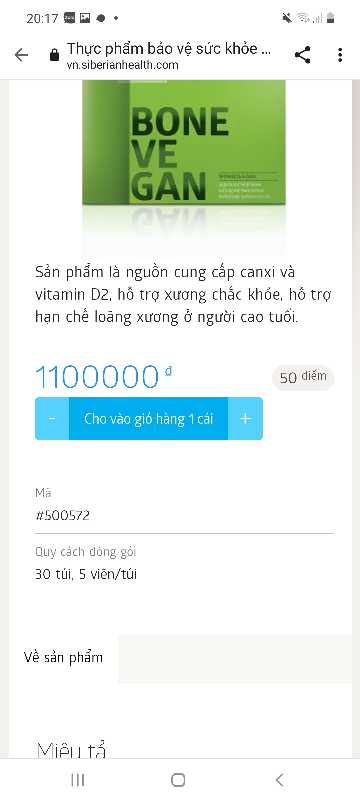 20:17
Thực phẩm bảo vệ sức khỏe ...
vn.siberianhealth.com
BONE
VE
GAN
Sản phẩm là nguồn cung cấp canxi và
vitamin D2, hỗ trợ xương chắc khỏe, hỗ trợ
hạn chế loãng xương ở người cao tuổi.
1100000 ₫
50 điểm
- Cho vào giỏ hàng 1 cái +
Mã
#500572
Quy cách đóng gói
30 túi, 5 viên/túi
Về sản phẩm
Miêu tả